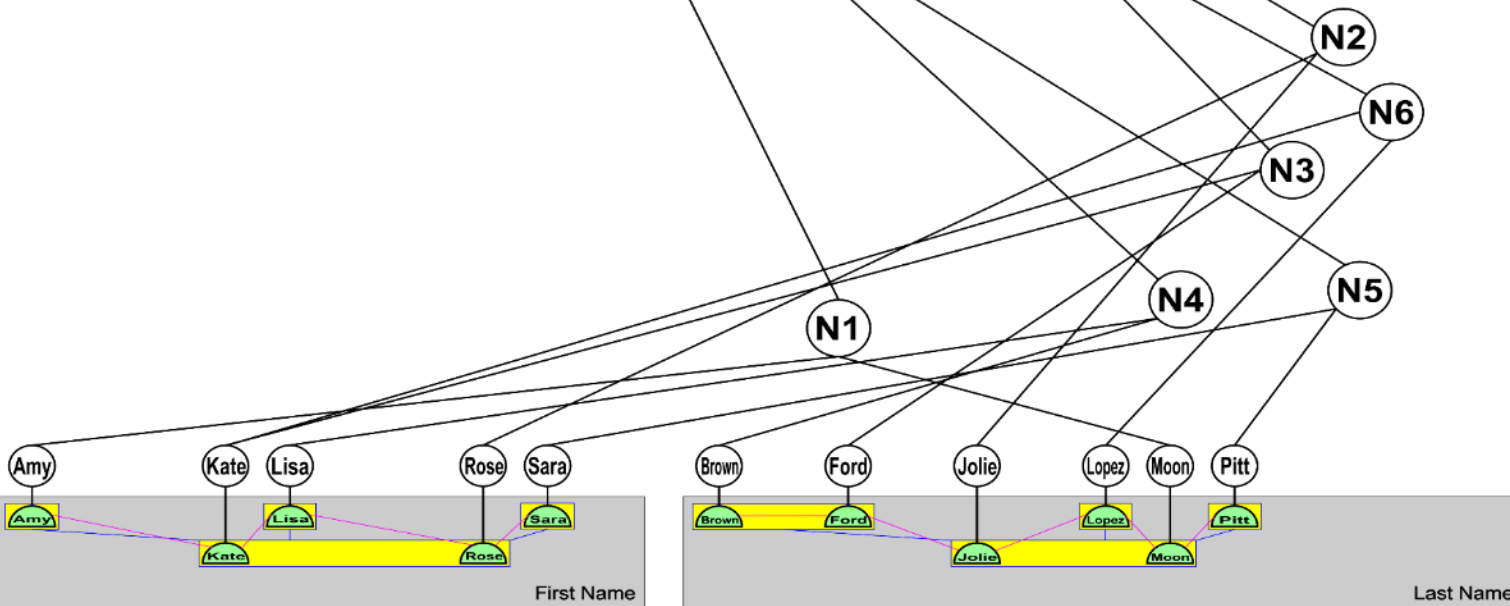 N2
N6
N3
N5
N4
N1
Amy Kate Lisa Rose Sara Brown Ford Jolie Lopez Moon Pitt
Amy Lisa Sara Brown Ford Lopez Pitt
Kate Rose Jolie Moon
First Name Last Name